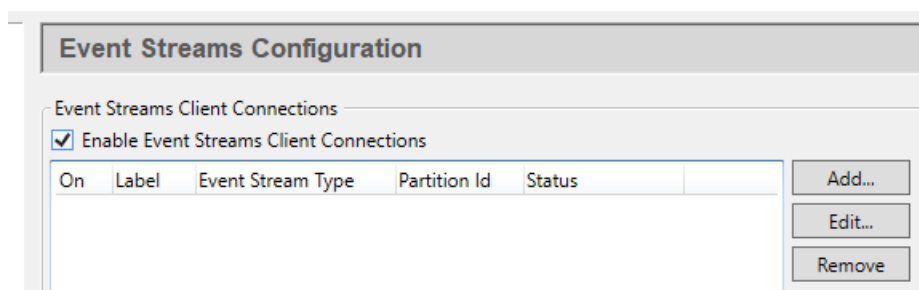 Event Streams Configuration
Event Streams Client Connections
Enable Event Streams Client Connections
On Label Event Stream Type Partition Id Status
Add...
Edit...
Remove